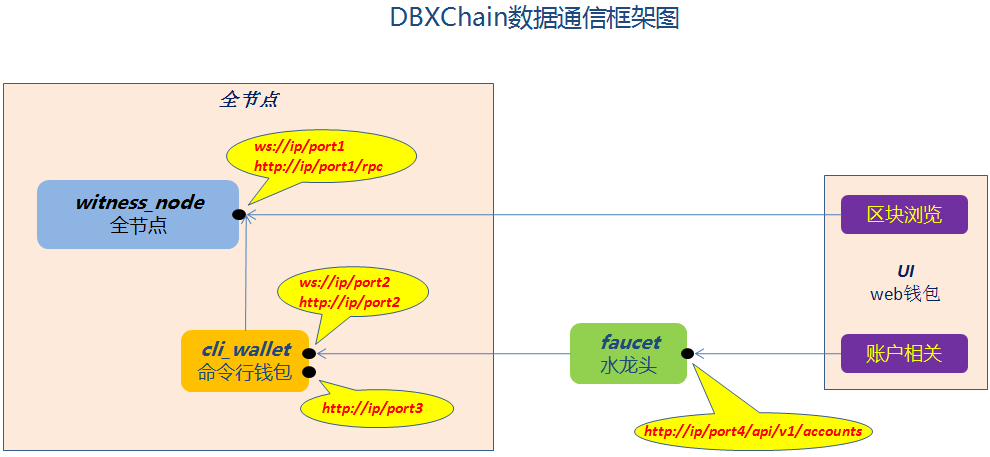 DBXChain数据通信框架图
全节点
ws://ip/port1
http://ip/port1/rpc
witness_node
全节点
区块浏览
UI
web钱包
ws://ip/port2
http://ip/port2
cli_wallet
命令行钱包
faucet
水龙头
账户相关
http://ip/port3
http://ip/port4/api/v1/accounts